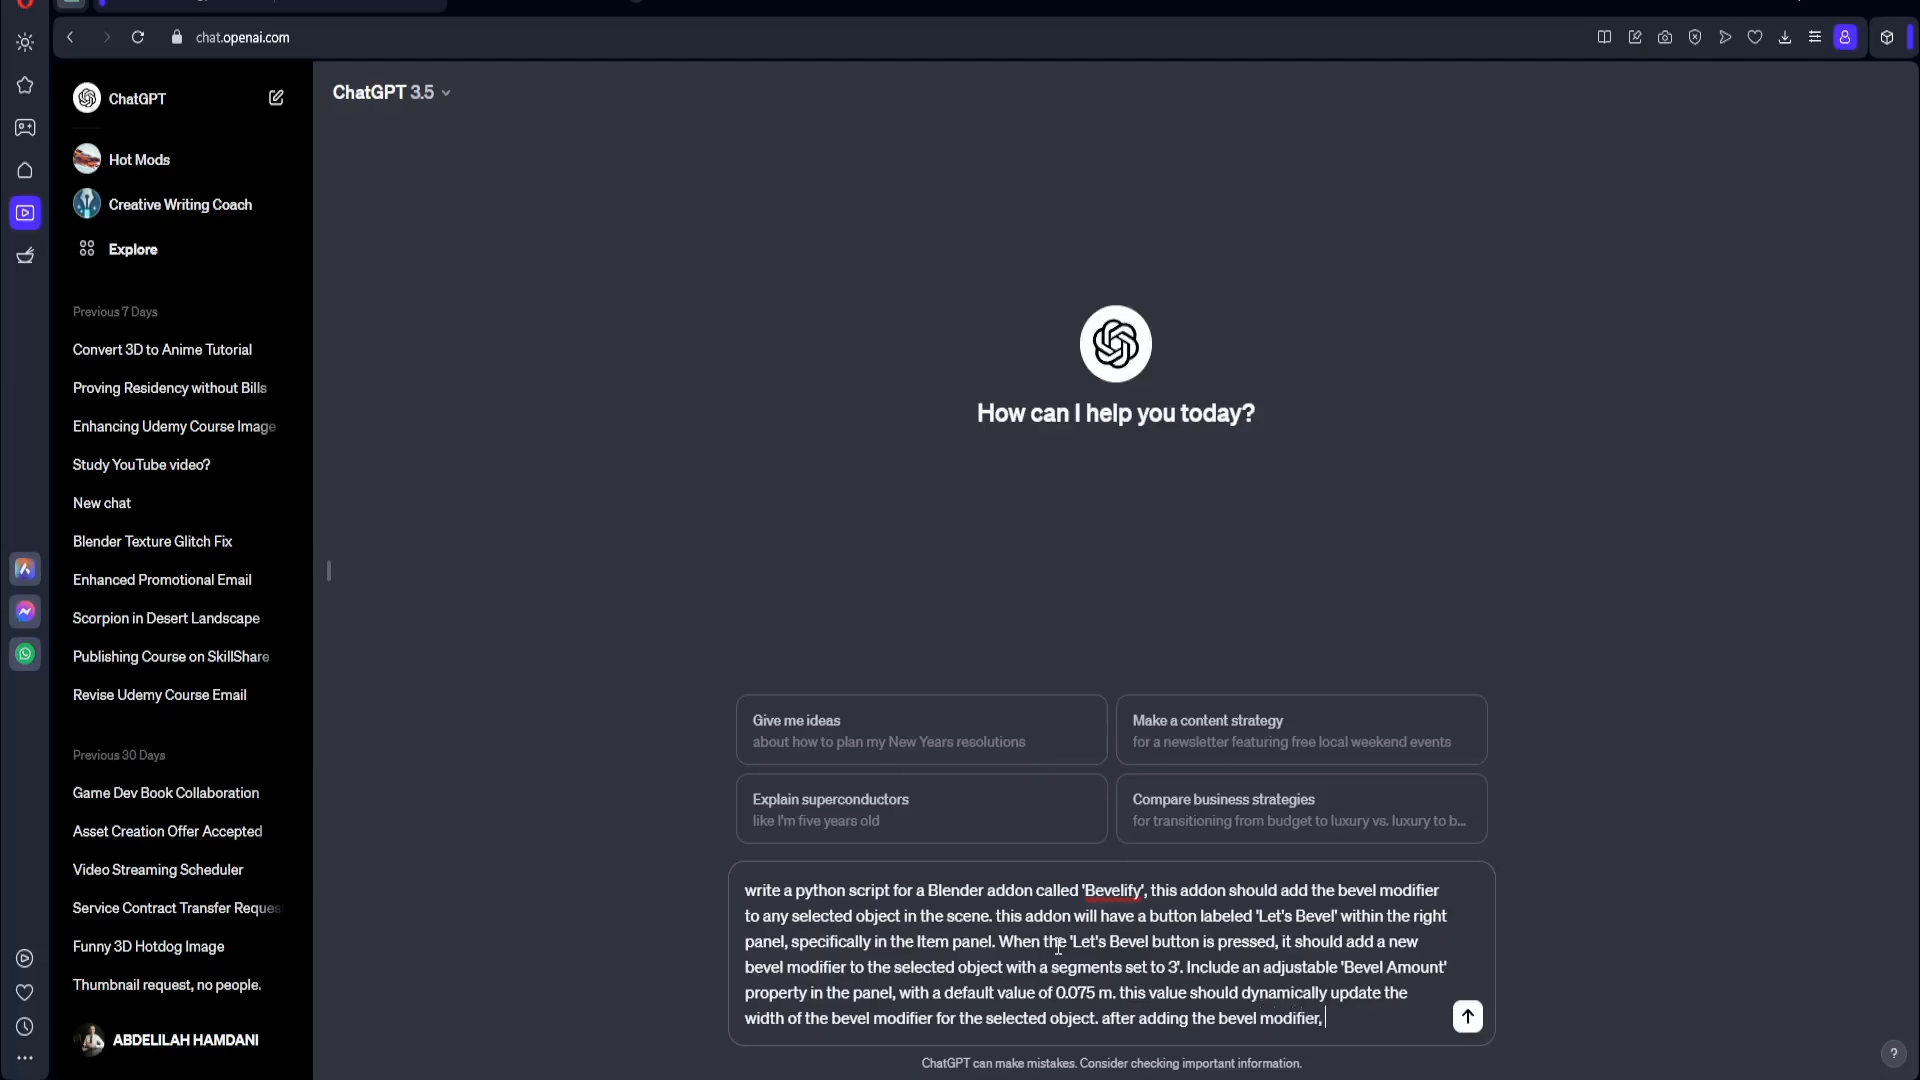 chat.openai.com
ChatGPT
Hot Mods
Creative Writing Coach
Explore
Previous 7 Days
Convert 3D to Anime Tutorial
Proving Residency without Bills
Enhancing Udemy Course Image
Study YouTube video?
New chat
Blender Texture Glitch Fix
Enhanced Promotional Email
Scorpion in Desert Landscape
Publishing Course on SkillShare
Revise Udemy Course Email
Previous 30 Days
Game Dev Book Collaboration
Asset Creation Offer Accepted
Video Streaming Scheduler
Service Contract Transfer Reques
Funny 3D Hotdog Image
Thumbnail request, no people.
ABDELILAH HAMDANI
ChatGPT 3.5
How can I help you today?
Give me ideas
about how to plan my New Years resolutions
Make a content strategy
for a newsletter featuring free local weekend events
Explain superconductors
like I'm five years old
Compare business strategies
for transitioning from budget to luxury vs. luxury to b...
write a python script for a Blender addon called 'Bevelify', this addon should add the bevel modifier
to any selected object in the scene. this addon will have a button labeled 'Let's Bevel' within the right
panel, specifically in the Item panel. When the 'Let's Bevel button is pressed, it should add a new
bevel modifier to the selected object with a segments set to 3'. Include an adjustable 'Bevel Amount'
property in the panel, with a default value of 0.075 m. this value should dynamically update the
width of the bevel modifier for the selected object. after adding the bevel modifier,
ChatGPT can make mistakes. Consider checking important information.
?